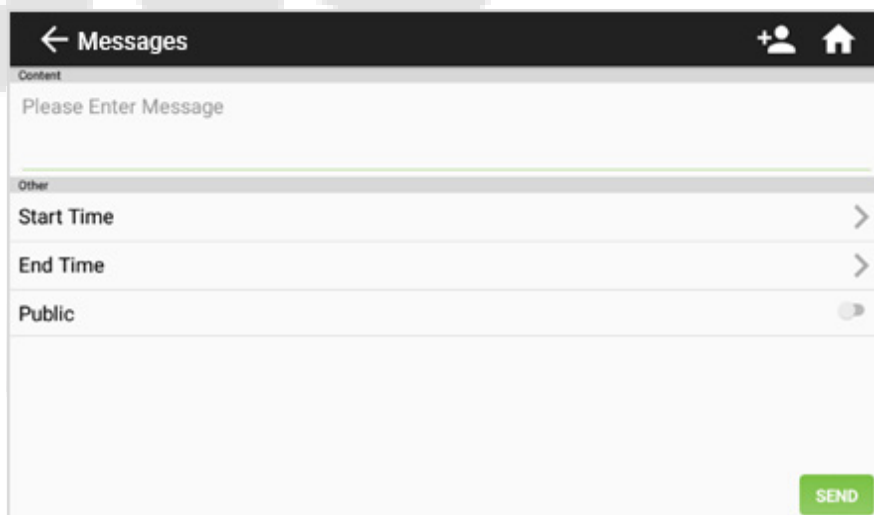 Messages
Content
Please Enter Message
Other
Start Time
End Time
Public
SEND